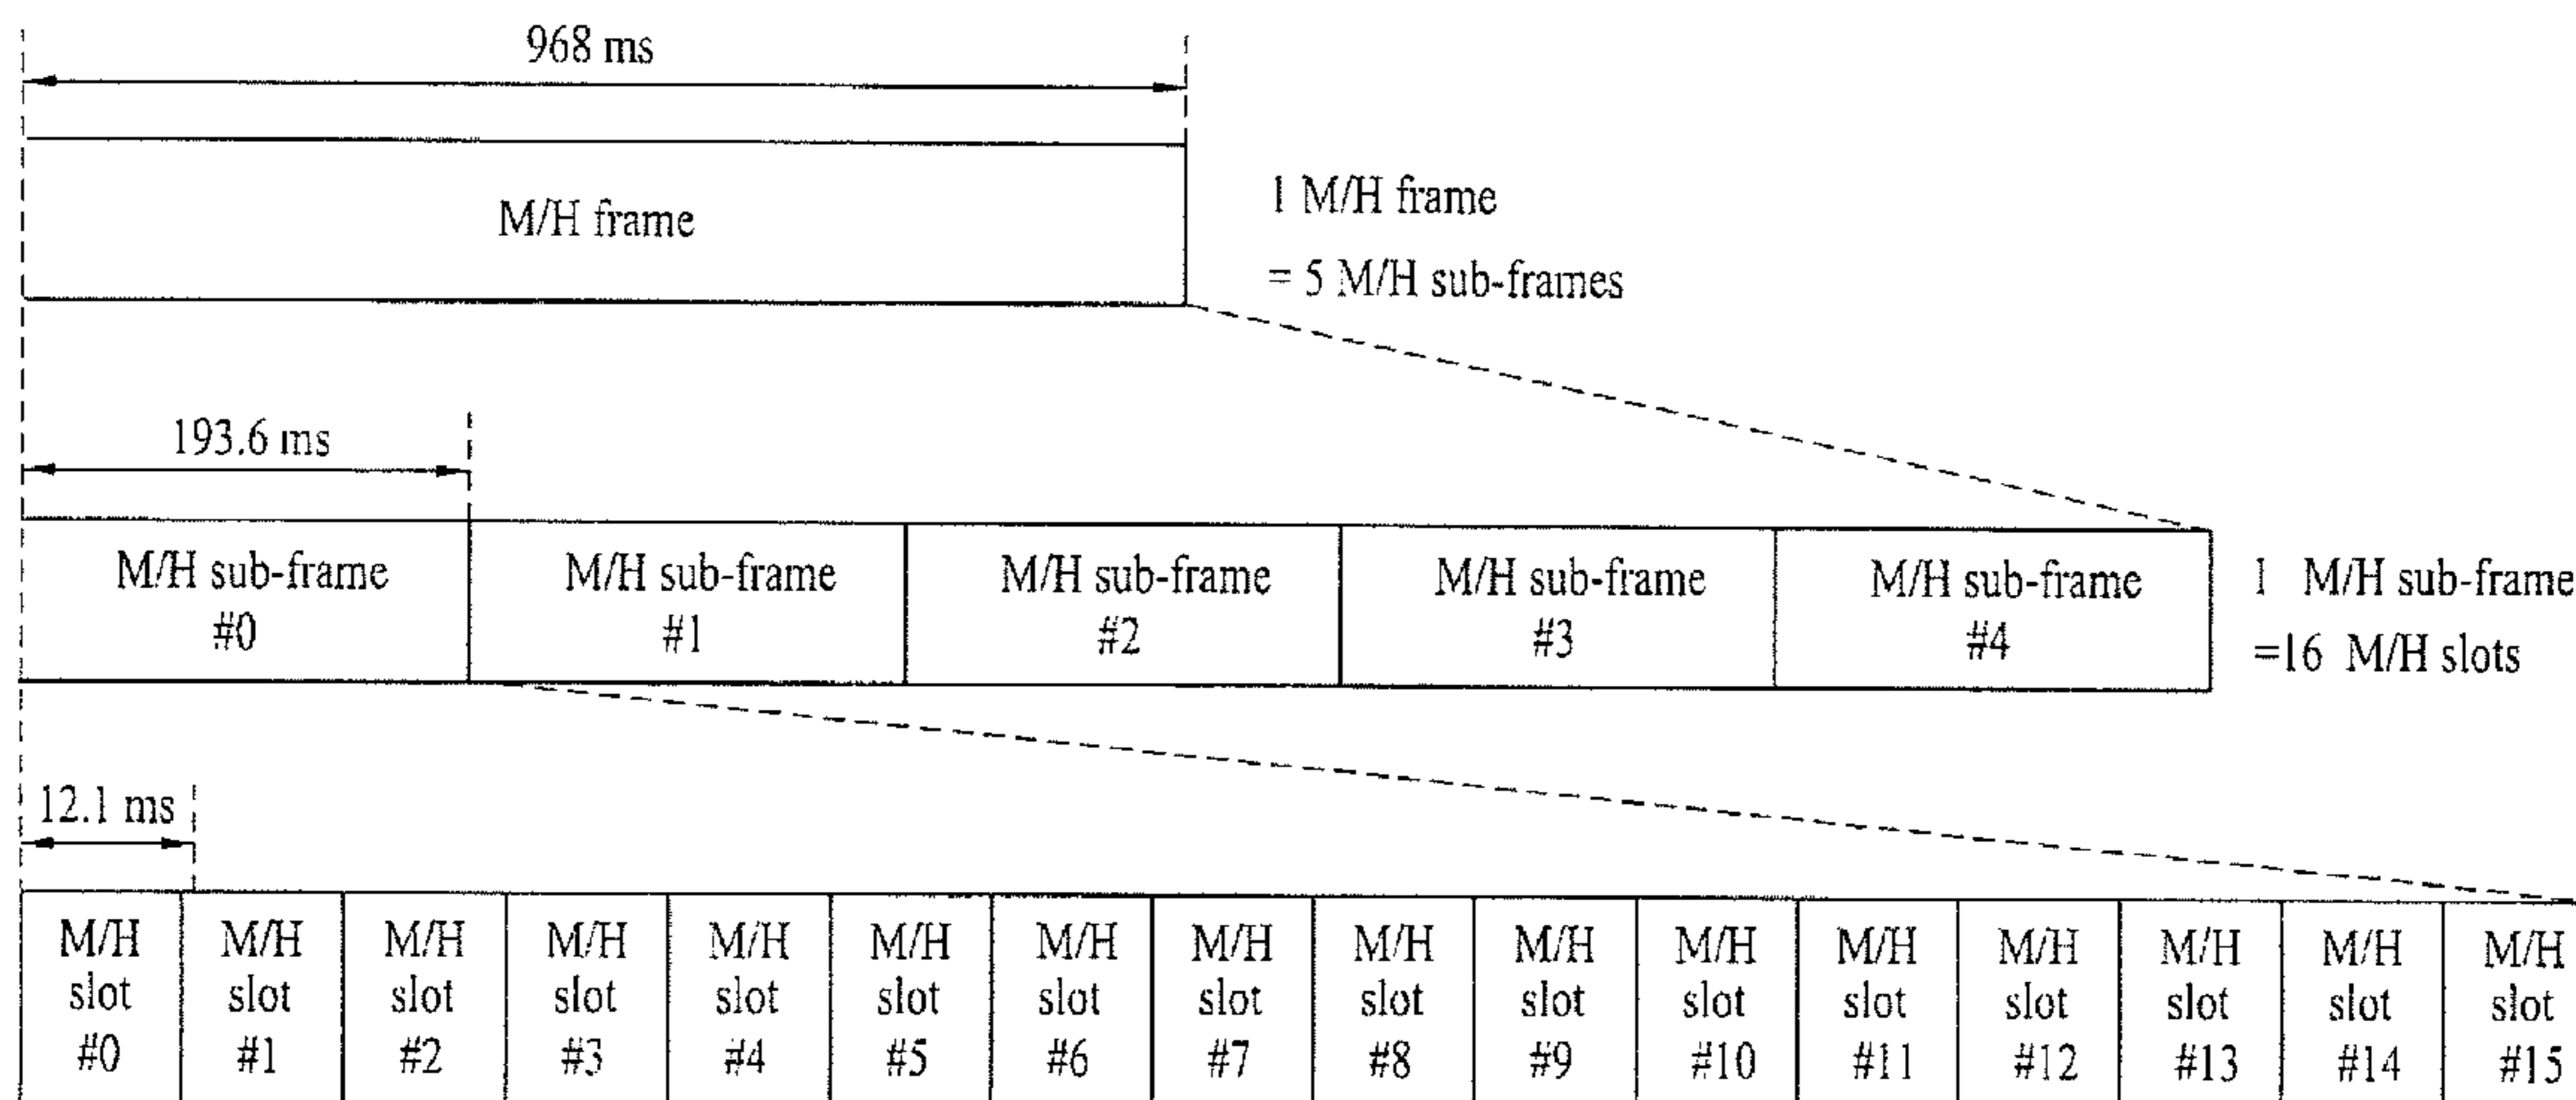 968 ms
M/H frame
1 M/H frame
= 5 M/H sub-frames
193.6 ms
M/H sub-frame
#0
M/H sub-frame
#1
M/H sub-frame
#2
M/H sub-frame
#3
M/H sub-frame
#4
1 M/H sub-frame
=16 M/H slots
12.1 ms
M/H
slot
#0
M/H
slot
#1
M/H
slot
#2
M/H
slot
#3
M/H
slot
#4
M/H
slot
#5
M/H
slot
#6
M/H
slot
#7
M/H
slot
#8
M/H
slot
#9
M/H
slot
#10
M/H
slot
#11
M/H
slot
#12
M/H
slot
#13
M/H
slot
#14
M/H
slot
#15